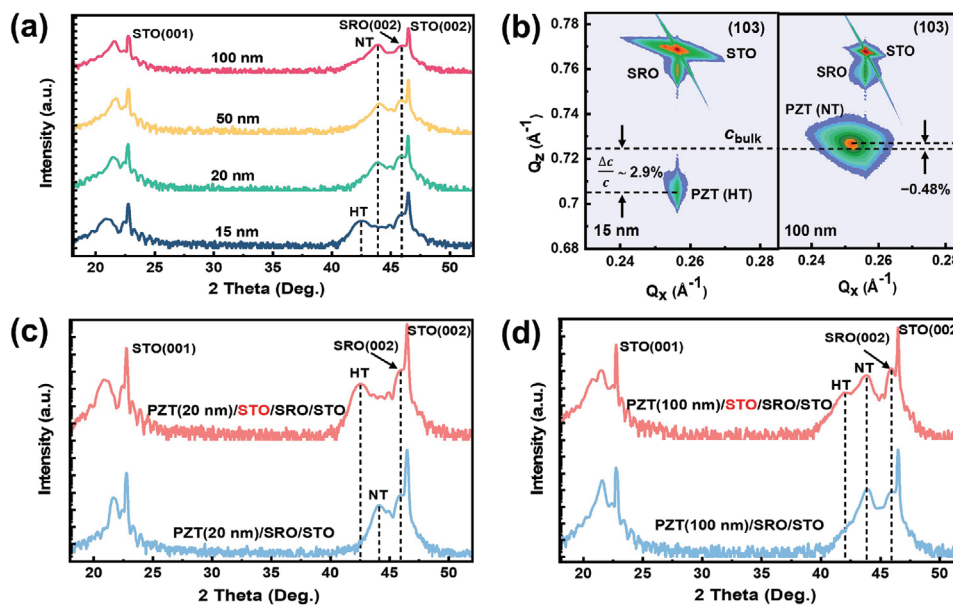 (a)
STO(001)
SRO(002)
STO(002)
NT
100 nm
50 nm
20 nm
HT
15 nm
Intensity (a.u.)
20 25 30 35 40 45 50
2 Theta (Deg.)
(b)
(103)
STO
SRO
c_bulk
Δc/c ~ 2.9%
PZT (HT)
15 nm
0.78
0.76
0.74
0.72
0.7
0.68
Q_z (Å⁻¹)
0.24 0.26
Q_x (Å⁻¹)
(103)
STO
SRO
PZT (NT)
−0.48%
100 nm
0.24 0.26 0.28
Q_x (Å⁻¹)
(c)
STO(001)
STO(002)
SRO(002)
HT
PZT(20 nm)/STO/SRO/STO
NT
PZT(20 nm)/SRO/STO
Intensity (a.u.)
20 25 30 35 40 45 50
2 Theta (Deg.)
(d)
STO(001)
STO(002
SRO(002)
NT
HT
PZT(100 nm)/STO/SRO/STO
PZT(100 nm)/SRO/STO
Intensity (a.u.)
20 25 30 35 40 45 50
2 Theta (Deg.)